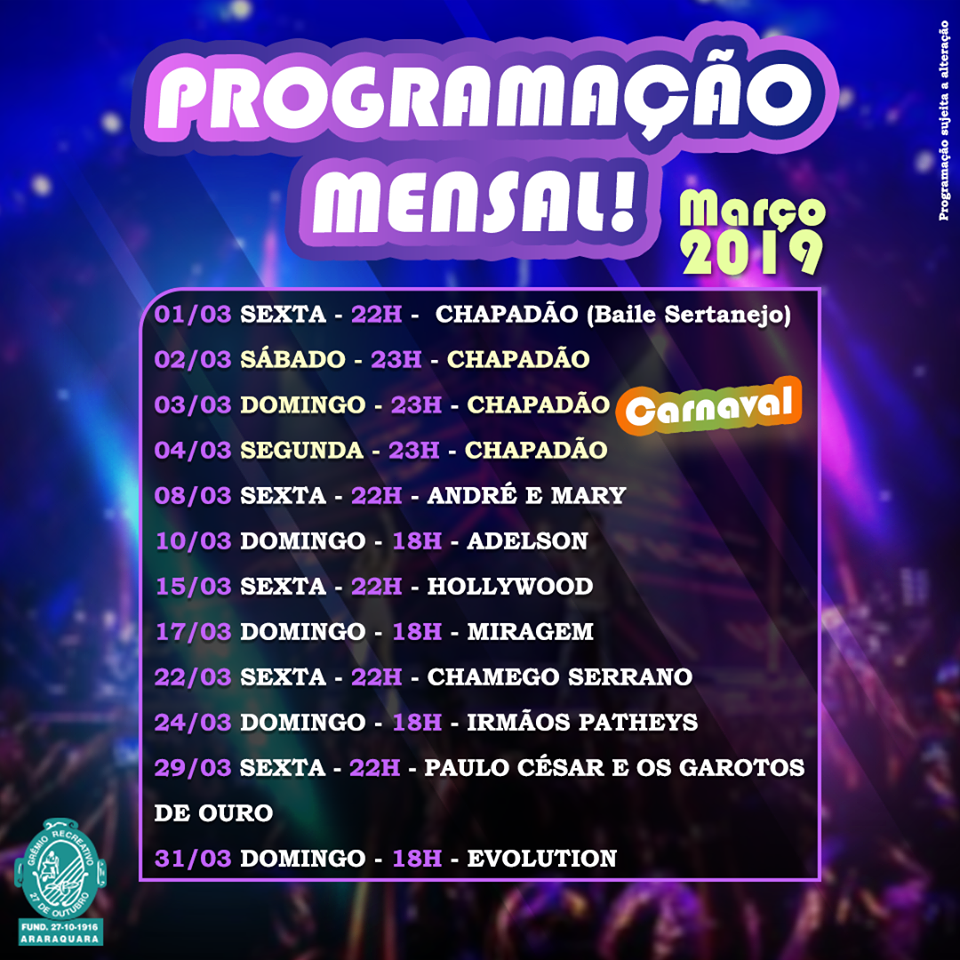 PROGRAMAÇÃO
MENSAL!
Março
2019
Programação sujeita a alteração
01/03 SEXTA - 22H - CHAPADÃO (Baile Sertanejo)
02/03 SÁBADO - 23H - CHAPADÃO
03/03 DOMINGO - 23H - CHAPADÃO Carnaval
04/03 SEGUNDA - 23H - CHAPADÃO
08/03 SEXTA - 22H - ANDRÉ E MARY
10/03 DOMINGO - 18H - ADELSON
15/03 SEXTA - 22H - HOLLYWOOD
17/03 DOMINGO - 18H - MIRAGEM
22/03 SEXTA - 22H - CHAMEGO SERRANO
24/03 DOMINGO - 18H - IRMÃOS PATHEYS
29/03 SEXTA - 22H - PAULO CÉSAR E OS GAROTOS
DE OURO
31/03 DOMINGO - 18H - EVOLUTION
GRÊMIO RECREATIVO
27 DE OUTUBRO
FUND. 27-10-1916
ARARAQUARA